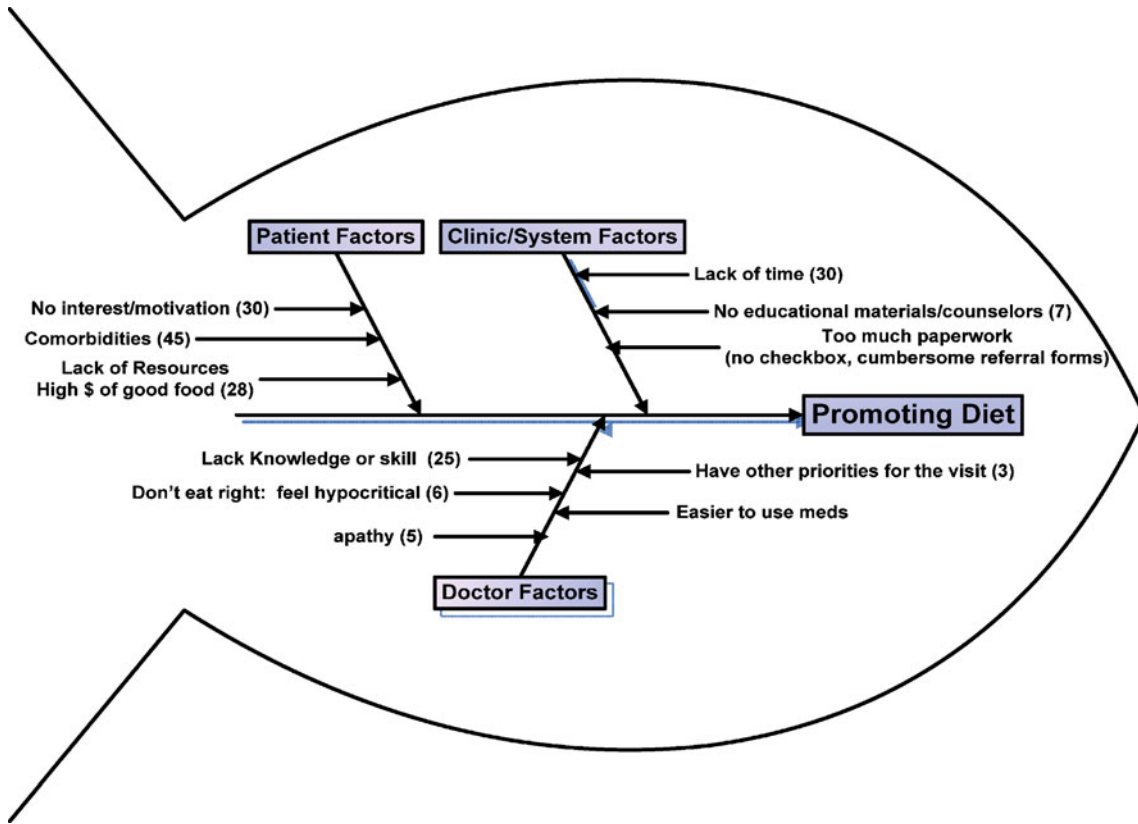 Patient Factors
Clinic/System Factors
Lack of time (30)
No interest/motivation (30)
No educational materials/counselors (7)
Comorbidities (45)
Too much paperwork
(no checkbox, cumbersome referral forms)
Lack of Resources
High $ of good food (28)
Promoting Diet
Lack Knowledge or skill (25)
Have other priorities for the visit (3)
Don't eat right: feel hypocritical (6)
Easier to use meds
apathy (5)
Doctor Factors